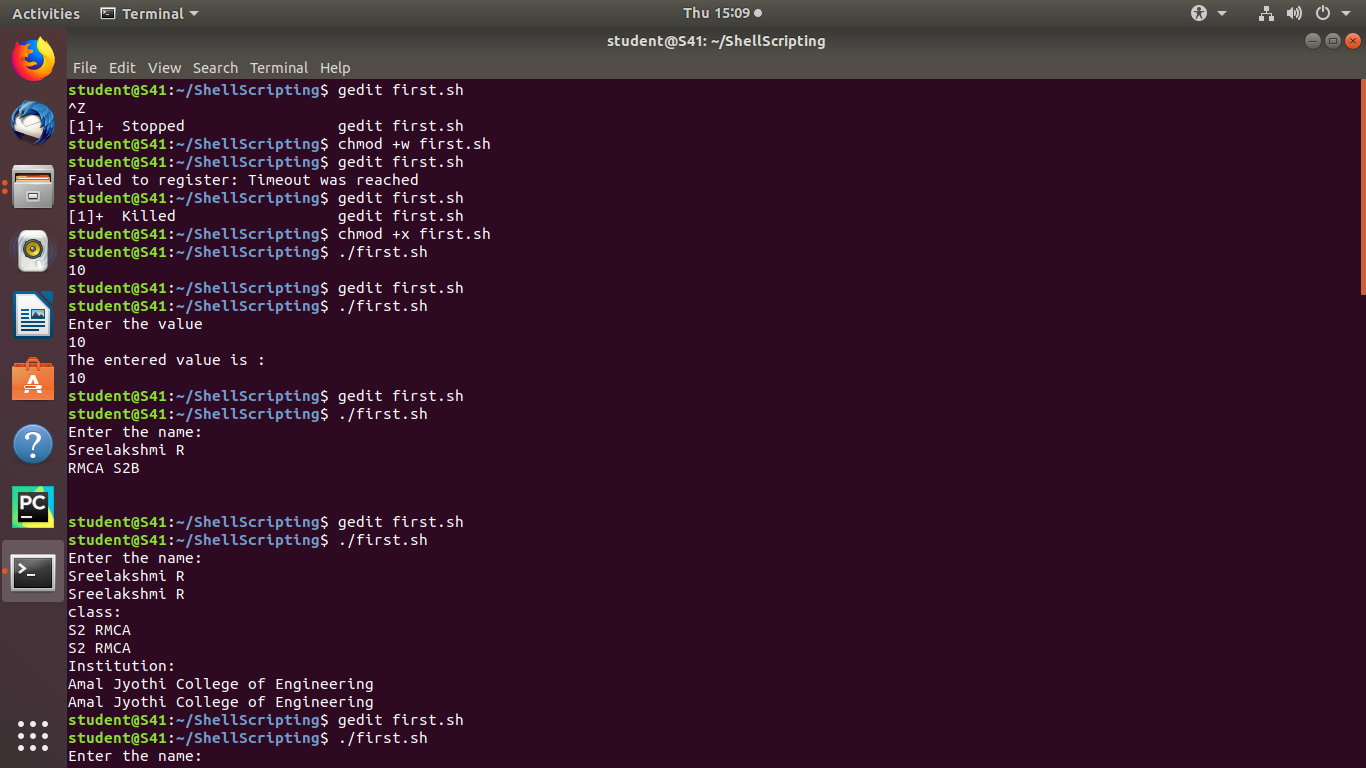 Activities Terminal Thu 15:09
student@S41: ~/ShellScripting
File Edit View Search Terminal Help
student@S41:~/ShellScripting$ gedit first.sh
^Z
[1]+  Stopped                 gedit first.sh
student@S41:~/ShellScripting$ chmod +w first.sh
student@S41:~/ShellScripting$ gedit first.sh
Failed to register: Timeout was reached
student@S41:~/ShellScripting$ gedit first.sh
[1]+  Killed                  gedit first.sh
student@S41:~/ShellScripting$ chmod +x first.sh
student@S41:~/ShellScripting$ ./first.sh
10
student@S41:~/ShellScripting$ gedit first.sh
student@S41:~/ShellScripting$ ./first.sh
Enter the value
10
The entered value is :
10
student@S41:~/ShellScripting$ gedit first.sh
student@S41:~/ShellScripting$ ./first.sh
Enter the name:
Sreelakshmi R
RMCA S2B
student@S41:~/ShellScripting$ gedit first.sh
student@S41:~/ShellScripting$ ./first.sh
Enter the name:
Sreelakshmi R
Sreelakshmi R
class:
S2 RMCA
S2 RMCA
Institution:
Amal Jyothi College of Engineering
Amal Jyothi College of Engineering
student@S41:~/ShellScripting$ gedit first.sh
student@S41:~/ShellScripting$ ./first.sh
Enter the name:
PC